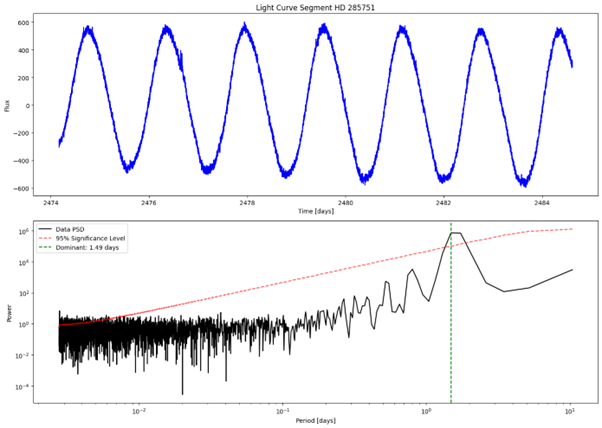 Light Curve Segment HD 285751
600
400
200
0
−200
−400
−600
Flux
2474 2476 2478 2480 2482 2484
Time [days]
Data PSD
95% Significance Level
Dominant: 1.49 days
10⁶
10⁴
10²
10⁰
10⁻²
10⁻⁴
Power
10⁻² 10⁻¹ 10⁰ 10¹
Period [days]